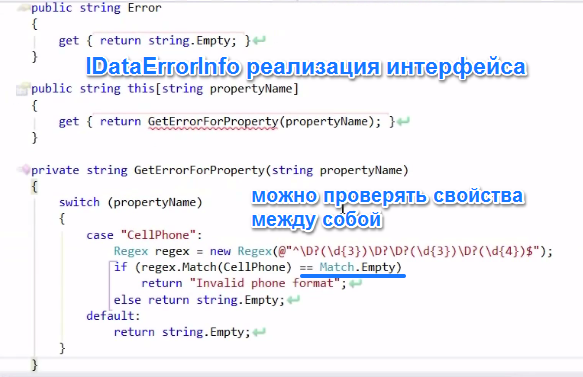 public string Error
{
get { return string.Empty; }
}
IDataErrorInfo реализация интерфейса
public string this[string propertyName]
{
get { return GetErrorForProperty(propertyName); }
}
private string GetErrorForPRoperty(string propertyName)
{
switch (propertyName)
можно проверять свойства
{
между собой
case "CellPhone":
Regex regex = new Regex(@"^\D?(\d{3})\D?\D?(\d{3})\D?(\d{4})$");
if (regex.Match(CellPhone) == Match.Empty)
return "Invalid phone format";
else return string.Empty;
default:
return string.Empty;
}
}